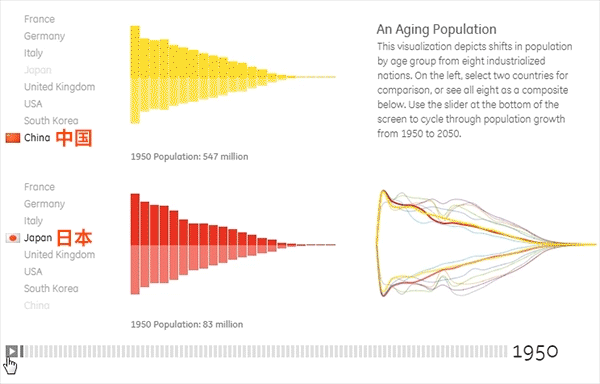 France
Germany
Italy
Japan
United Kingdom
USA
South Korea
China 中国
1950 Population: 547 million
France
Germany
Italy
Japan 日本
United Kingdom
USA
South Korea
China
1950 Population: 83 million
An Aging Population
This visualization depicts shifts in population
by age group from eight industrialized
nations. On the left, select two countries for
comparison, or see all eight as a composite
below. Use the slider at the bottom of the
screen to cycle through population growth
from 1950 to 2050.
1950